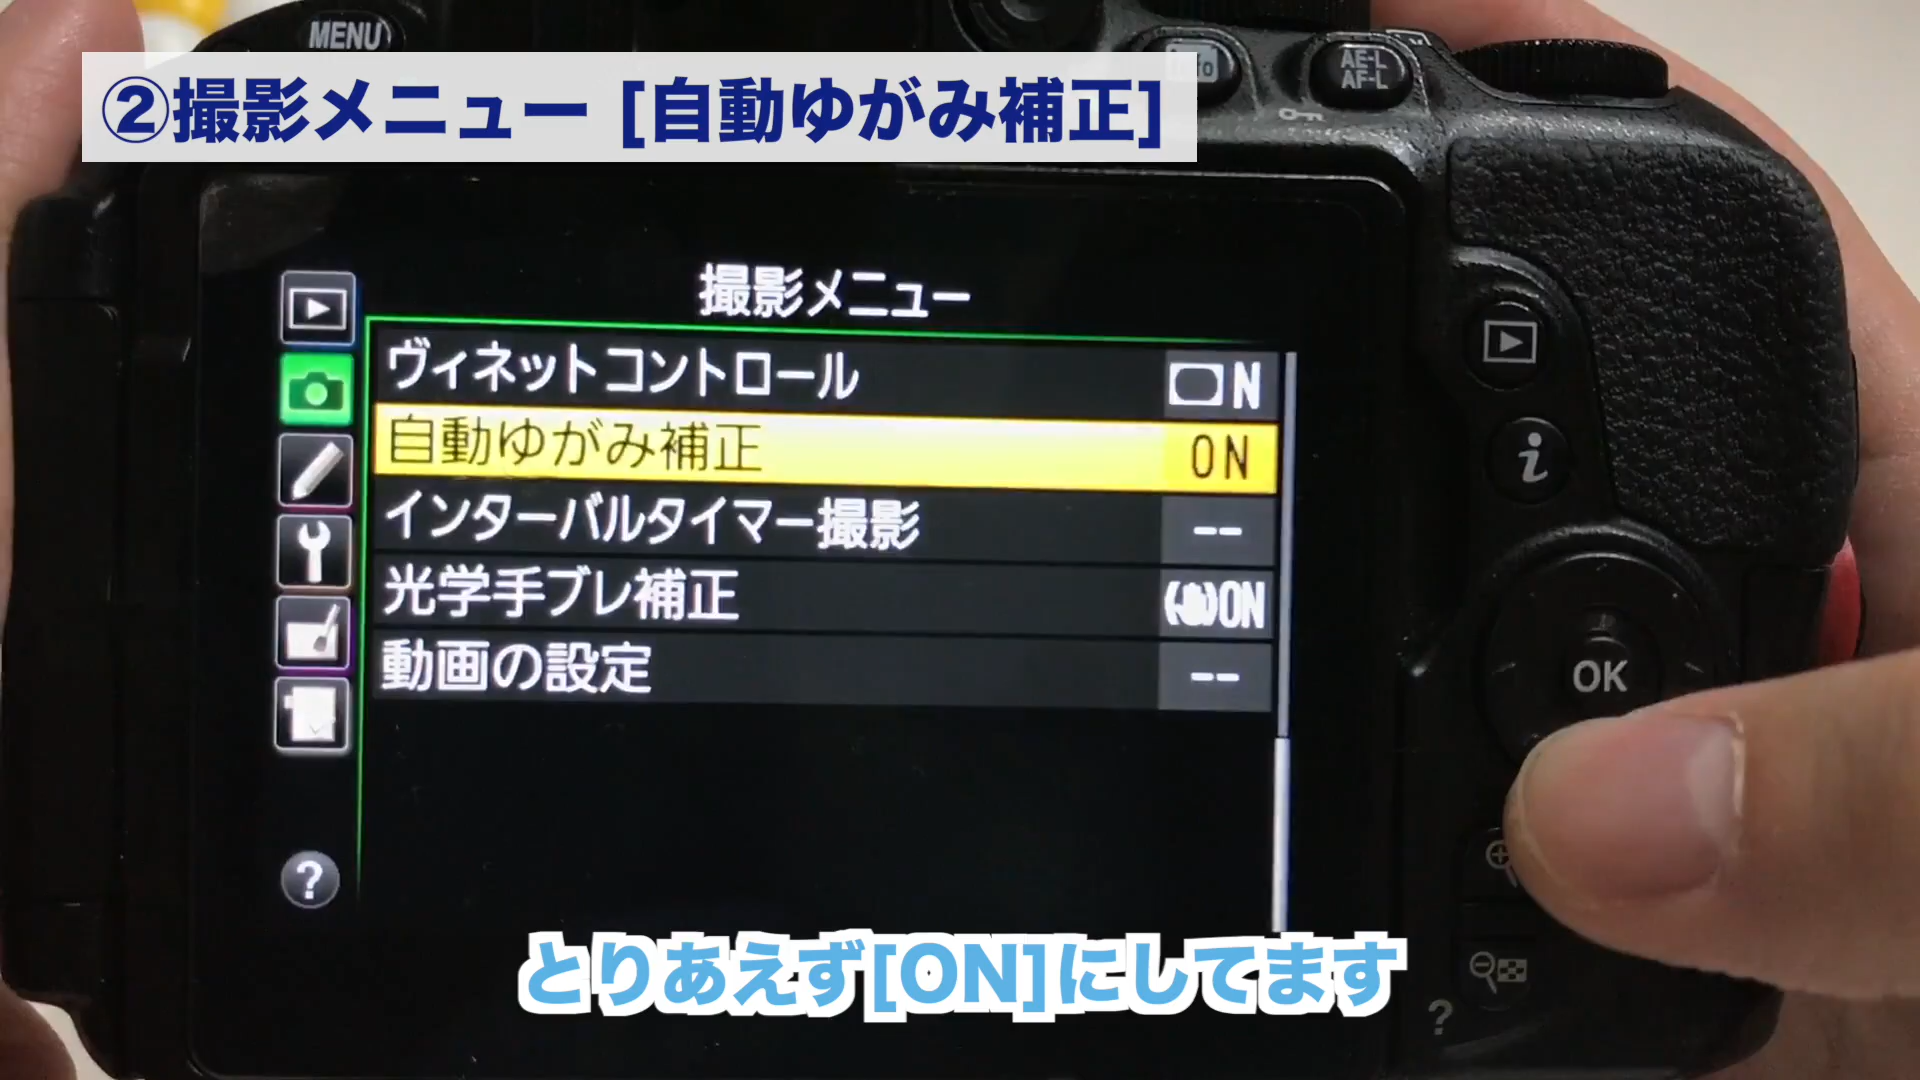 MENU
info
AE-L
AF-L
②撮影メニュー [自動ゆがみ補正]
撮影メニュー
ヴィネットコントロール N
自動ゆがみ補正 ON
インターバルタイマー撮影 --
光学手ブレ補正 ON
動画の設定 --
i
OK
?
?
とりあえず[ON]にしてます